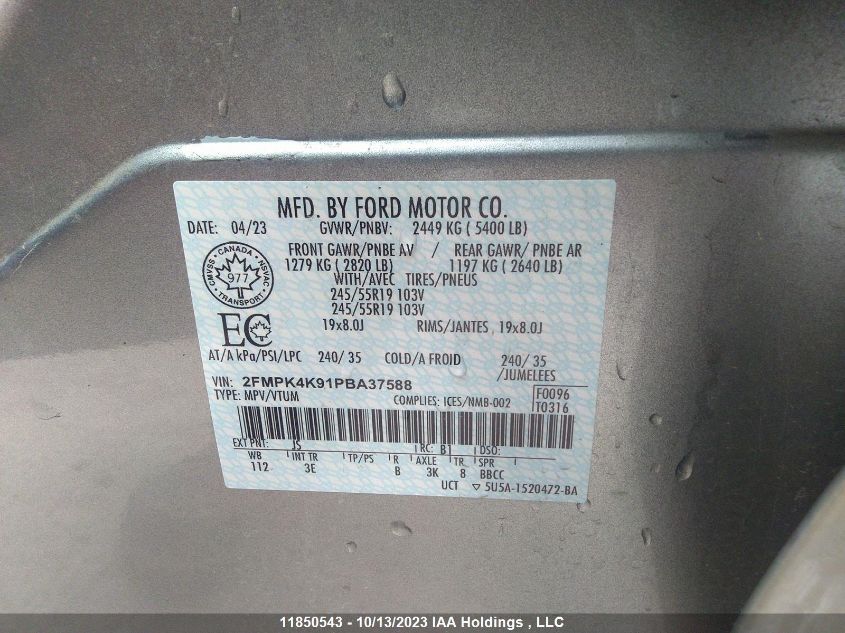 MFD. BY FORD MOTOR CO.
DATE: 04/23 GVWR/PNBV: 2449 KG ( 5400 LB)
FRONT GAWR/PNBE AV / REAR GAWR/ PNBE AR
1279 KG ( 2820 LB) 1197 KG ( 2640 LB)
WITH/AVEC TIRES/PNEUS
245/55R19 103V
245/55R19 103V
19x8.0J RIMS/JANTES , 19x8.0J
CANADA
CMVSS 977 NSVAC
TRANSPORT
EC
AT/A kPa/PSI/LPC 240/ 35 COLD/A FROID 240/ 35
/JUMELEES
VIN: 2FMPK4K91PBA37588
TYPE: MPV/VTUM COMPLIES: ICES/NMB-002
F0096
T0316
EXT PNT: JS RC: B1 DSO:
WB INT TR TP/PS R AXLE TR SPR
112 3E B 3K 8 BBCC
UCT ▽ 5U5A-1520472-BA
11850543 - 10/13/2023 IAA Holdings , LLC